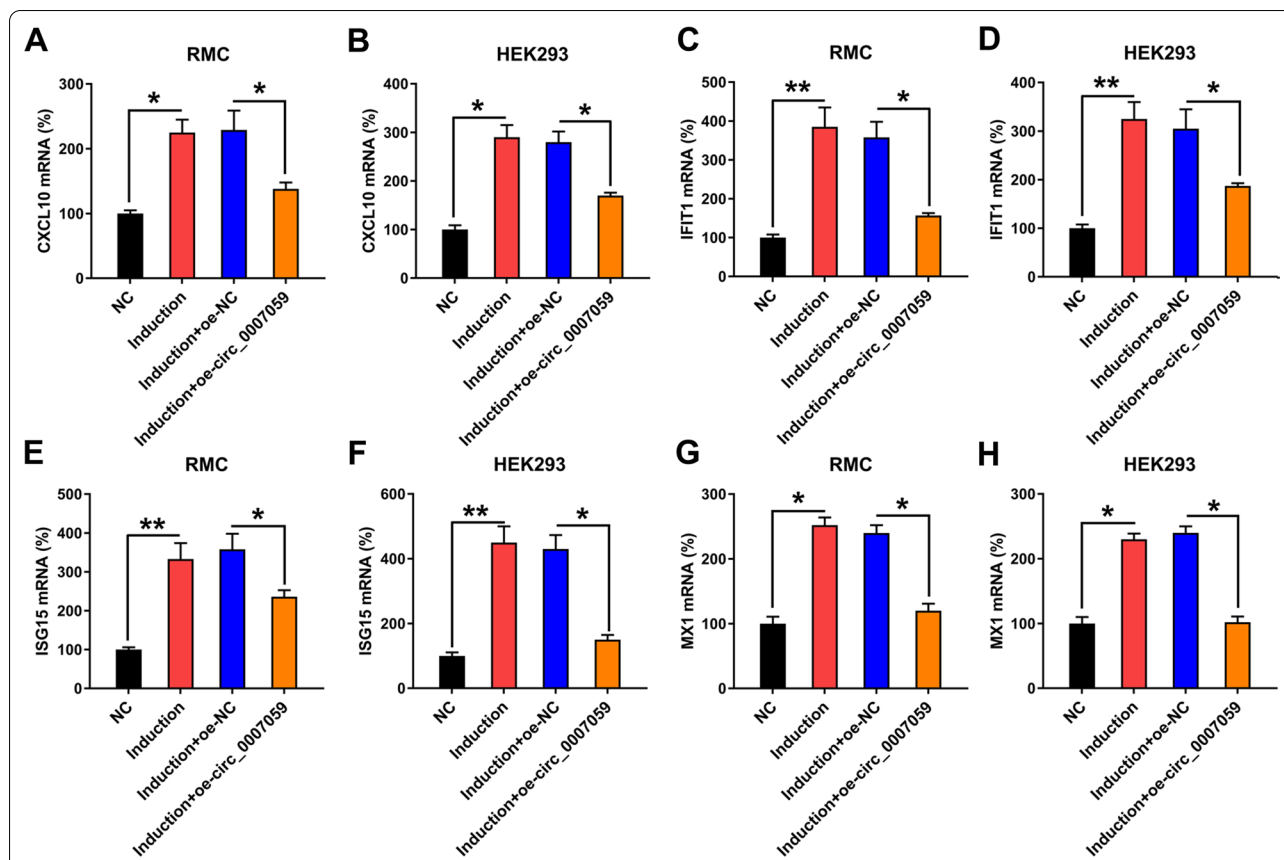 A
RMC
CXCL10 mRNA (%)
300
200
100
0
*
*
NC
Induction
Induction+oe-NC
Induction+oe-circ_0007059
B
HEK293
CXCL10 mRNA (%)
400
300
200
100
0
*
*
NC
Induction
Induction+oe-NC
Induction+oe-circ_0007059
C
RMC
IFIT1 mRNA (%)
500
400
300
200
100
0
**
*
NC
Induction
Induction+oe-NC
Induction+oe-circ_0007059
D
HEK293
IFIT1 mRNA (%)
400
300
200
100
0
**
*
NC
Induction
Induction+oe-NC
Induction+oe-circ_0007059
E
RMC
ISG15 mRNA (%)
500
400
300
200
100
0
**
*
NC
Induction
Induction+oe-NC
Induction+oe-circ_0007059
F
HEK293
ISG15 mRNA (%)
600
400
200
0
**
*
NC
Induction
Induction+oe-NC
Induction+oe-circ_0007059
G
RMC
MX1 mRNA (%)
300
200
100
0
*
*
NC
Induction
Induction+oe-NC
Induction+oe-circ_0007059
H
HEK293
MX1 mRNA (%)
300
200
100
0
*
*
NC
Induction
Induction+oe-NC
Induction+oe-circ_0007059